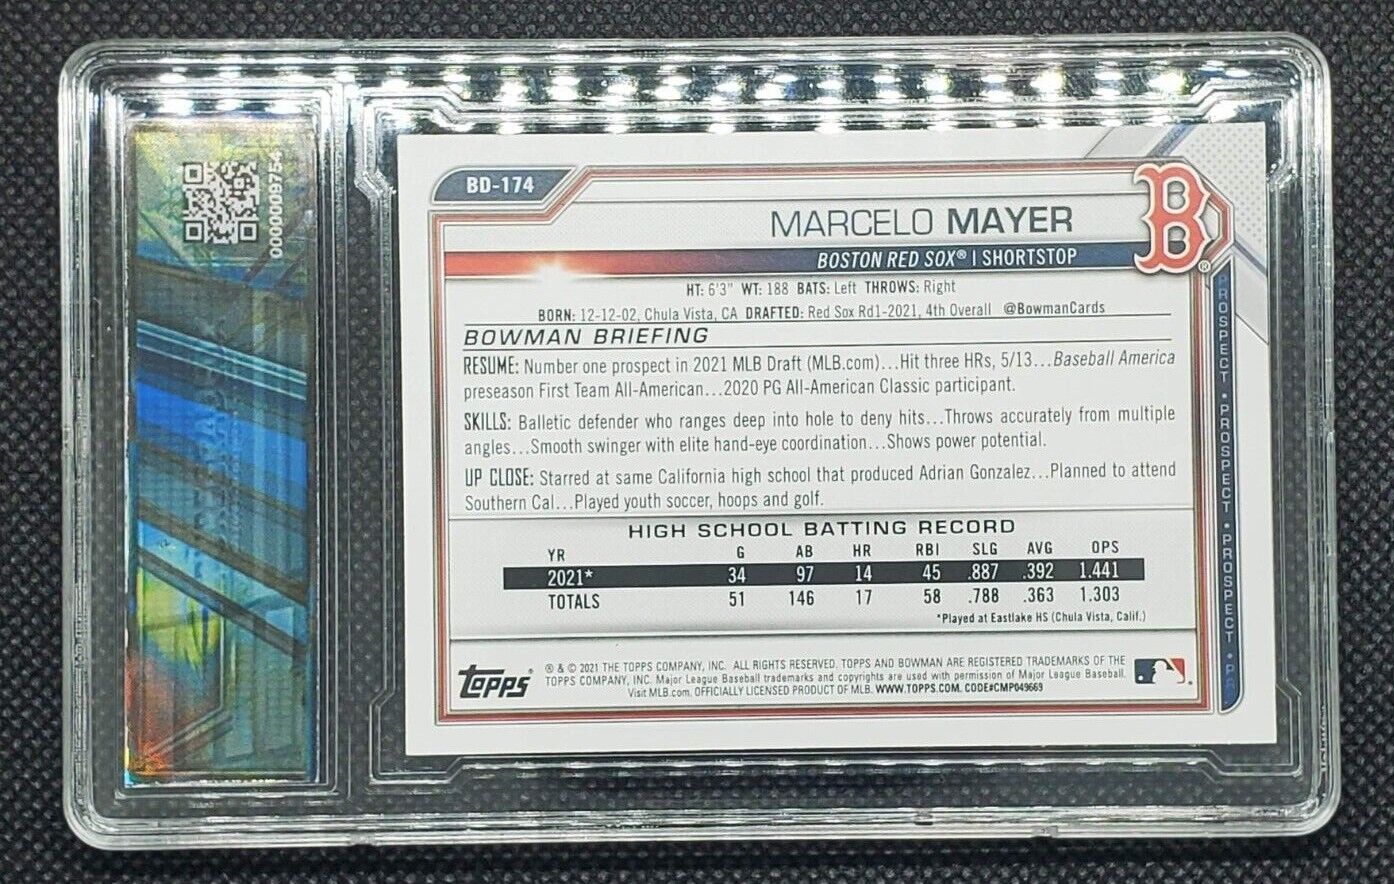 0000009754
BD-174
MARCELO MAYER
B®
BOSTON RED SOX® | SHORTSTOP
HT: 6'3" WT: 188 BATS: Left THROWS: Right
BORN: 12-12-02, Chula Vista, CA DRAFTED: Red Sox Rd1-2021, 4th Overall @BowmanCards
BOWMAN BRIEFING
RESUME: Number one prospect in 2021 MLB Draft (MLB.com)...Hit three HRs, 5/13...Baseball America
preseason First Team All-American...2020 PG All-American Classic participant.
SKILLS: Balletic defender who ranges deep into hole to deny hits...Throws accurately from multiple
angles...Smooth swinger with elite hand-eye coordination...Shows power potential.
UP CLOSE: Starred at same California high school that produced Adrian Gonzalez...Planned to attend
Southern Cal...Played youth soccer, hoops and golf.
HIGH SCHOOL BATTING RECORD
YR G AB HR RBI SLG AVG OPS
2021* 34 97 14 45 .887 .392 1.441
TOTALS 51 146 17 58 .788 .363 1.303
*Played at Eastlake HS (Chula Vista, Calif.)
topps®
® & © 2021 THE TOPPS COMPANY, INC. ALL RIGHTS RESERVED. TOPPS AND BOWMAN ARE REGISTERED TRADEMARKS OF THE
TOPPS COMPANY, INC. Major League Baseball trademarks and copyrights are used with permission of Major League Baseball.
Visit MLB.com. OFFICIALLY LICENSED PRODUCT OF MLB. WWW.TOPPS.COM. CODE#CMP049669
PROSPECT • PROSPECT • PROSPECT • PR